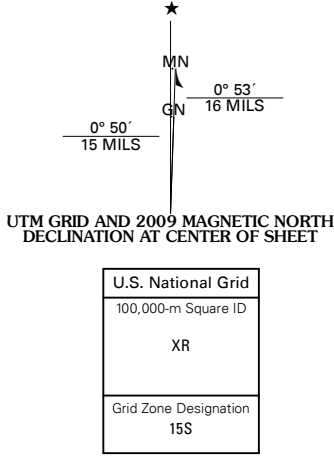 ★
MN
0° 53´
16 MILS
GN
0° 50´
15 MILS
UTM GRID AND 2009 MAGNETIC NORTH
DECLINATION AT CENTER OF SHEET
U.S. National Grid
100,000-m Square ID
XR
Grid Zone Designation
15S